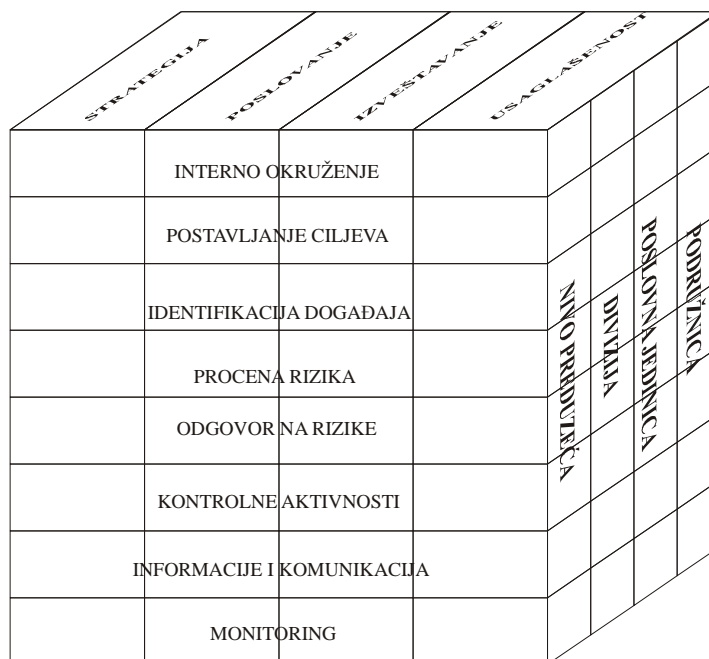 STRATEGIJA
POSLOVANJE
IZVEŠTAVANJE
USAGLAŠENOST
INTERNO OKRUŽENJE
POSTAVLJANJE CILJEVA
IDENTIFIKACIJA DOGAĐAJA
PROCENA RIZIKA
ODGOVOR NA RIZIKE
KONTROLNE AKTIVNOSTI
INFORMACIJE I KOMUNIKACIJA
MONITORING
NIVO PREDUZEĆA
DIVIZIJA
POSLOVNA JEDINICA
PODRUŽNICA